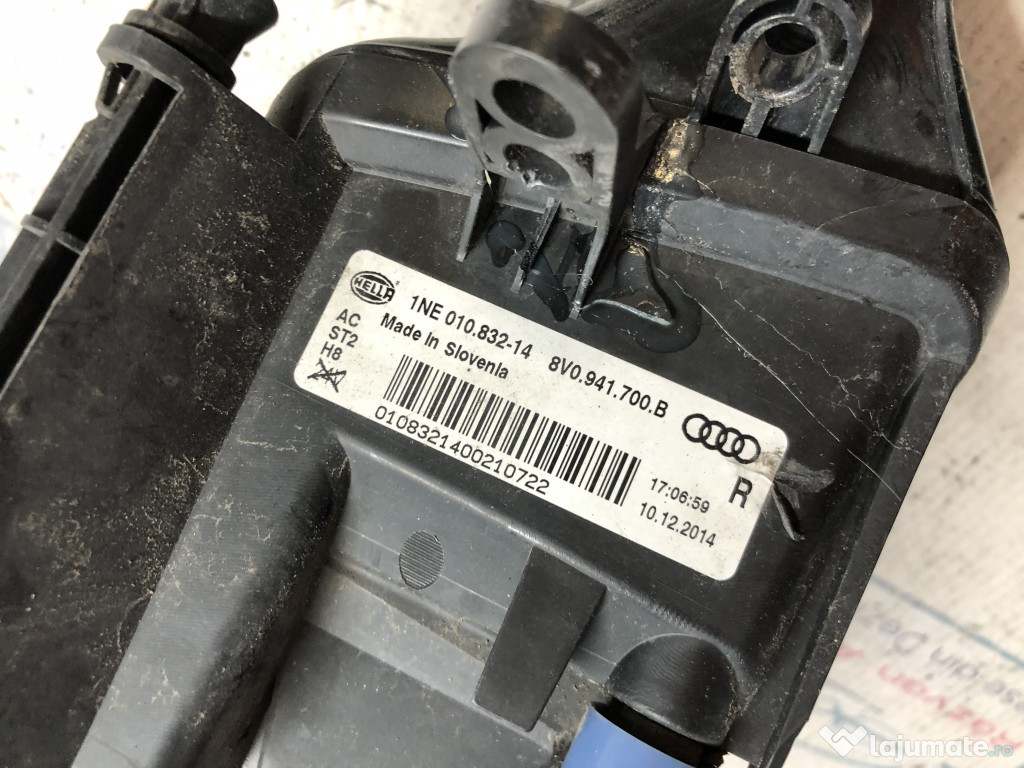 HELLA
1NE 010.832-14 8V0.941.700.B
Made in Slovenia
AC
ST2
H8
0108321400210722
R
17:06:59
10.12.2014
lajumate.ro